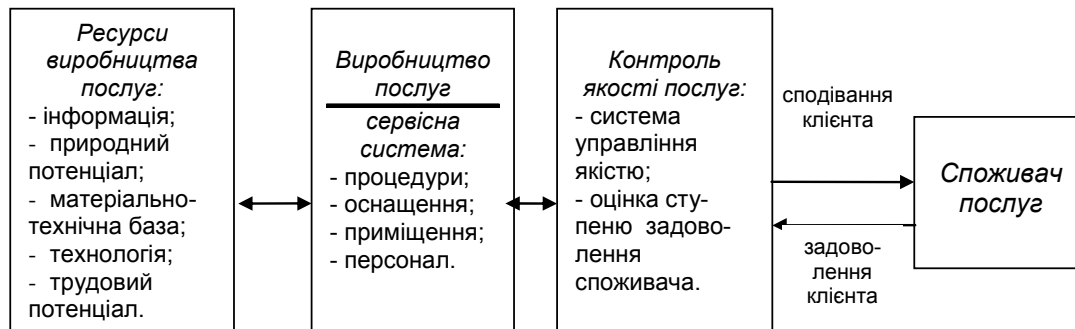 Ресурси
виробництва
послуг:
- інформація;
- природний
потенціал;
- матеріально-
технічна база;
- технологія;
- трудовий
потенціал.
Виробництво
послуг
сервісна
система:
- процедури;
- оснащення;
- приміщення;
- персонал.
Контроль
якості послуг:
- система
управління
якістю;
- оцінка сту-
пеню задово-
лення
споживача.
сподівання
клієнта
задово-
лення
клієнта
Споживач
послуг